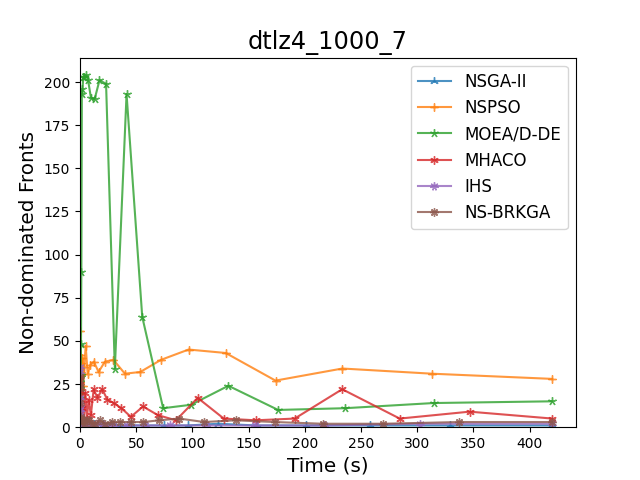 dtlz4_1000_7
Non-dominated Fronts
200
175
150
125
100
75
50
25
0
NSGA-II
NSPSO
MOEA/D-DE
MHACO
IHS
NS-BRKGA
0 50 100 150 200 250 300 350 400
Time (s)